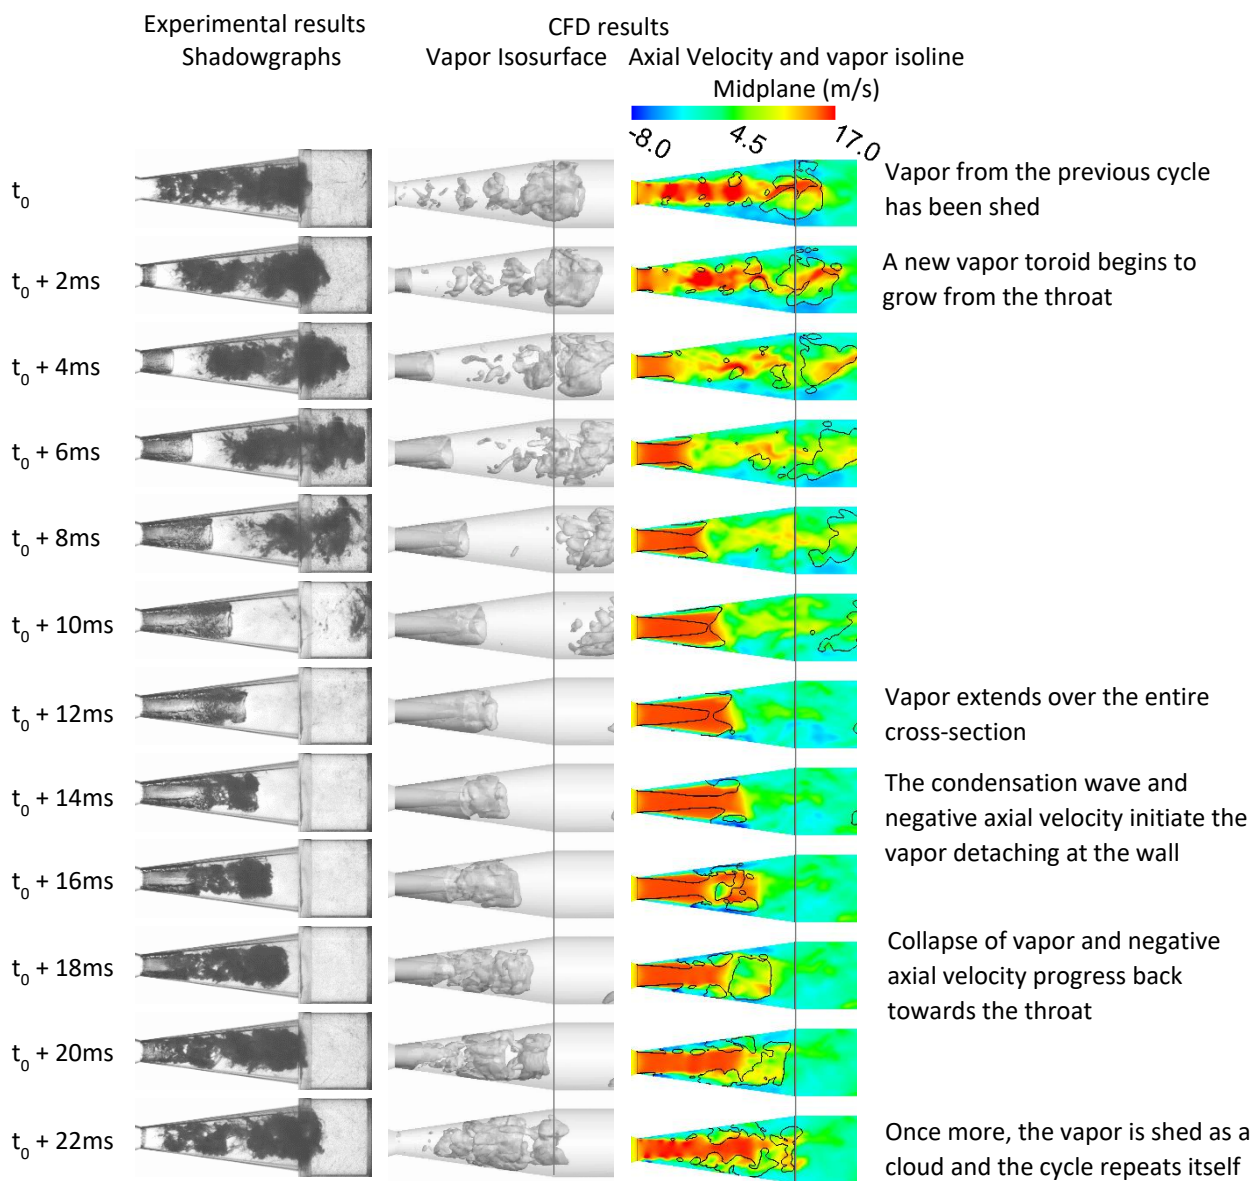 Experimental results
Shadowgraphs
CFD results
Vapor Isosurface
Axial Velocity and vapor isoline
Midplane (m/s)
-8.0
4.5
17.0
t0
Vapor from the previous cycle
has been shed
t0 + 2ms
A new vapor toroid begins to
grow from the throat
t0 + 4ms
t0 + 6ms
t0 + 8ms
t0 + 10ms
t0 + 12ms
Vapor extends over the entire
cross-section
t0 + 14ms
The condensation wave and
negative axial velocity initiate the
vapor detaching at the wall
t0 + 16ms
t0 + 18ms
Collapse of vapor and negative
axial velocity progress back
towards the throat
t0 + 20ms
t0 + 22ms
Once more, the vapor is shed as a
cloud and the cycle repeats itself